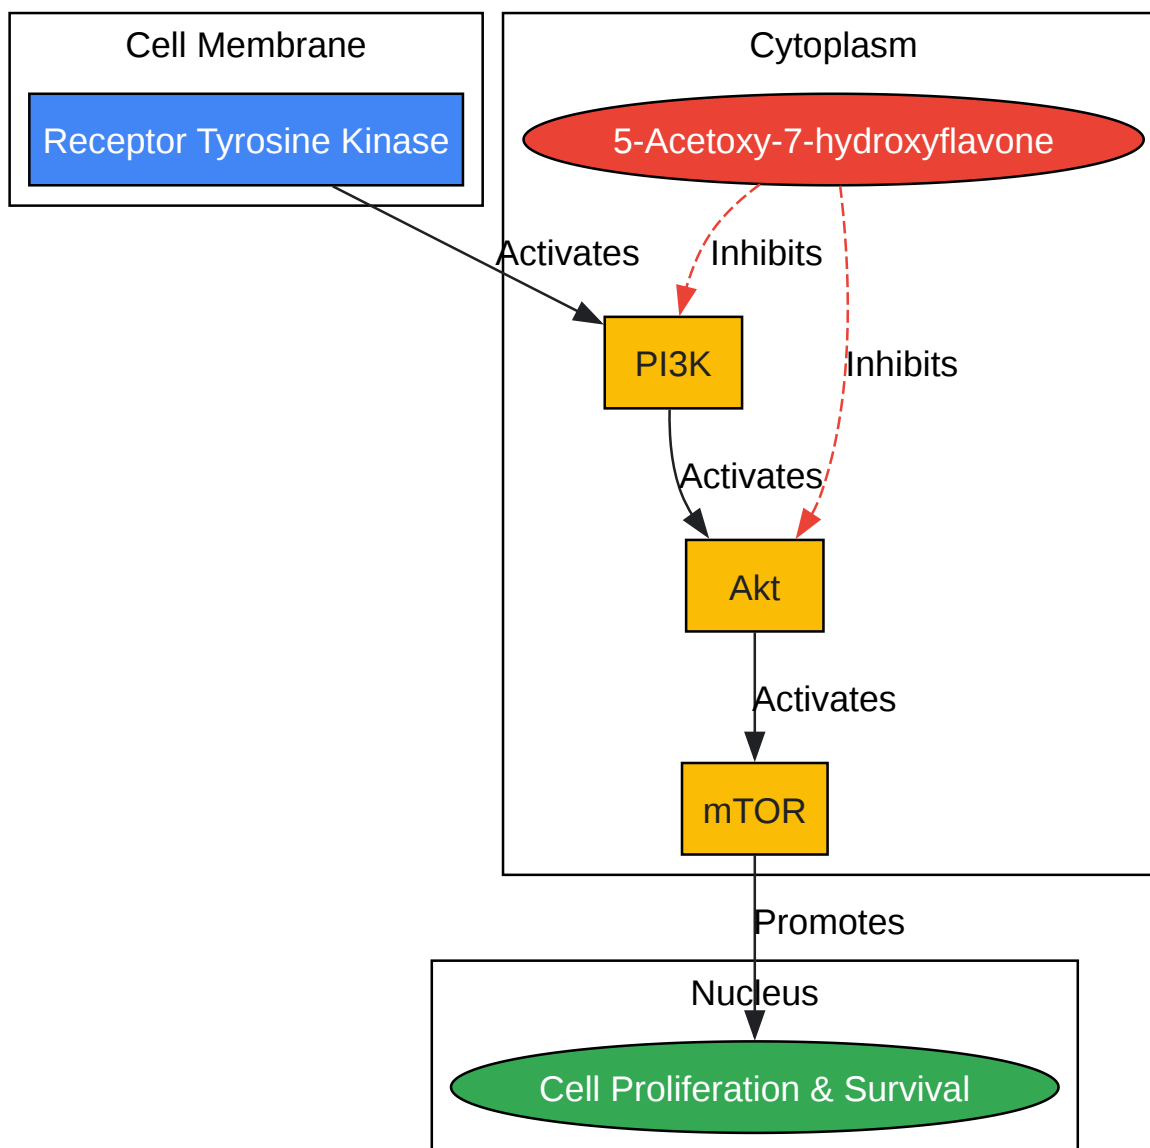 Cell Membrane
Cytoplasm
Receptor Tyrosine Kinase
5-Acetoxy-7-hydroxyflavone
Activates
Inhibits
PI3K
Inhibits
Activates
Akt
Activates
mTOR
Promotes
Nucleus
Cell Proliferation & Survival